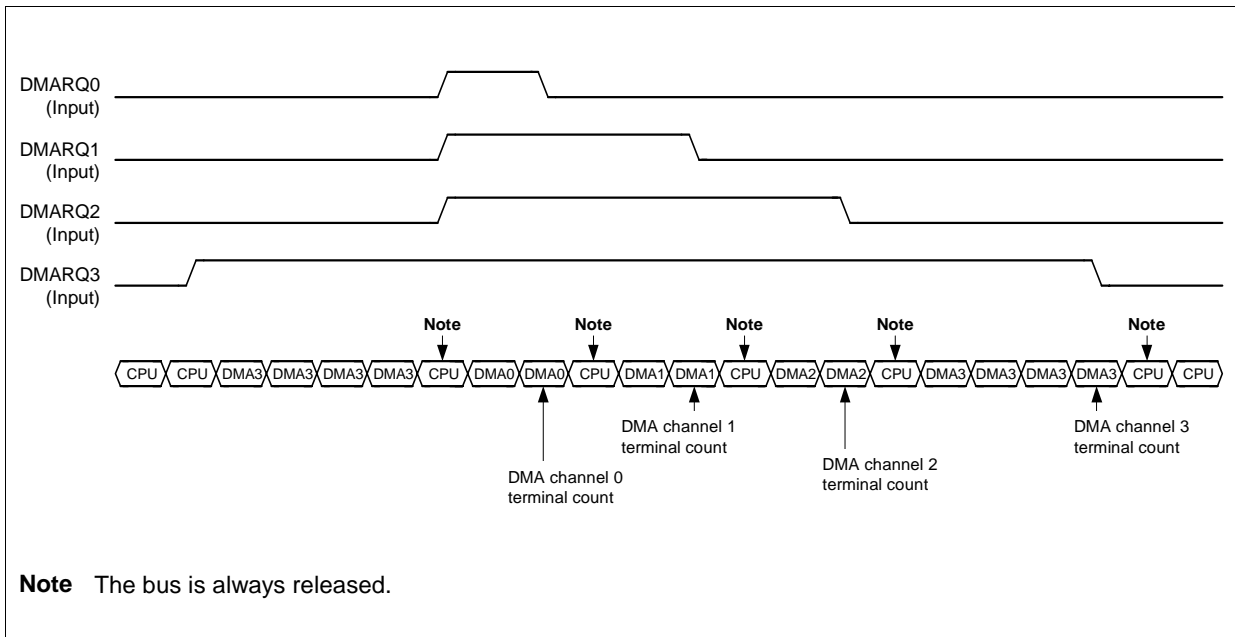 DMARQ0
(Input)
DMARQ1
(Input)
DMARQ2
(Input)
DMARQ3
(Input)
Note Note Note Note Note
CPU CPU DMA3 DMA3 DMA3 DMA3 CPU DMA0 DMA0 CPU DMA1 DMA1 CPU DMA2 DMA2 CPU DMA3 DMA3 DMA3 DMA3 CPU CPU
DMA channel 0
terminal count
DMA channel 1
terminal count
DMA channel 2
terminal count
DMA channel 3
terminal count
Note The bus is always released.